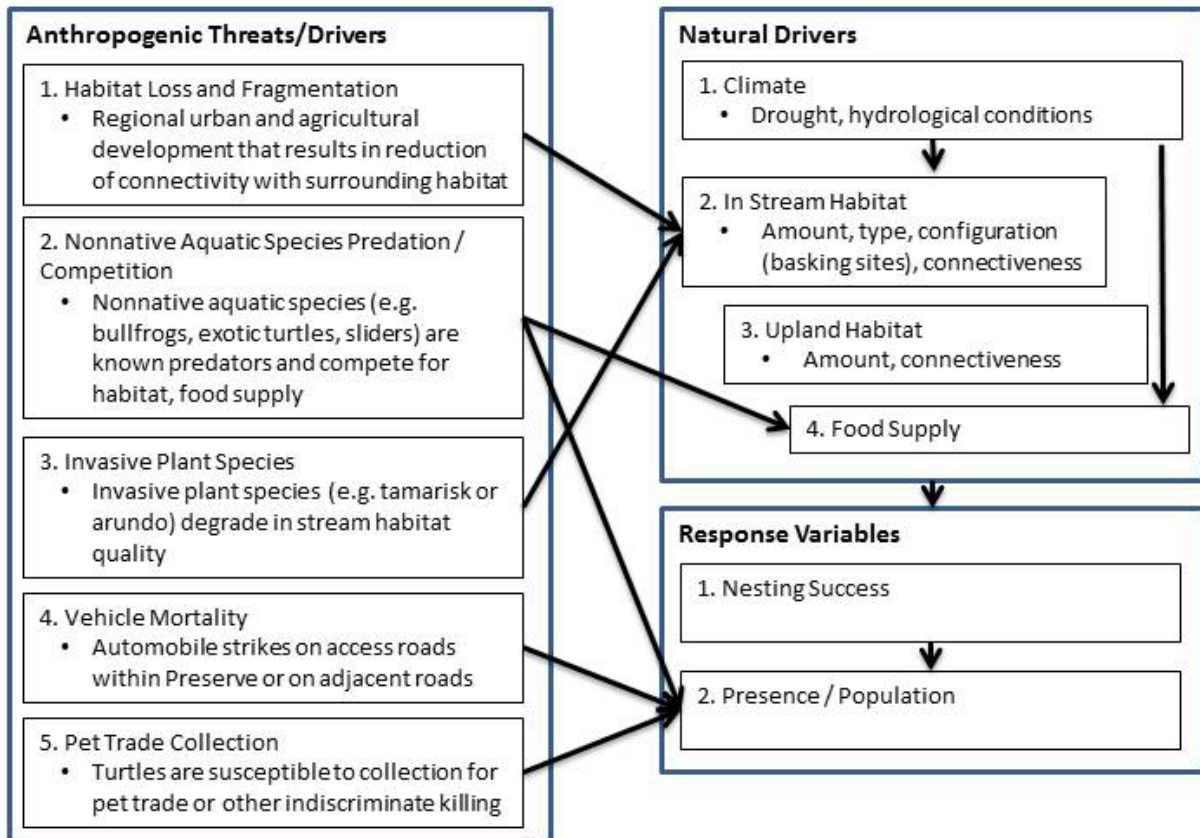 Anthropogenic Threats/Drivers
1. Habitat Loss and Fragmentation
• Regional urban and agricultural
development that results in reduction
of connectivity with surrounding habitat
2. Nonnative Aquatic Species Predation /
Competition
• Nonnative aquatic species (e.g.
bullfrogs, exotic turtles, sliders) are
known predators and compete for
habitat, food supply
3. Invasive Plant Species
• Invasive plant species (e.g. tamarisk or
arundo) degrade in stream habitat
quality
4. Vehicle Mortality
• Automobile strikes on access roads
within Preserve or on adjacent roads
5. Pet Trade Collection
• Turtles are susceptible to collection for
pet trade or other indiscriminate killing
Natural Drivers
1. Climate
• Drought, hydrological conditions
2. In Stream Habitat
• Amount, type, configuration
(basking sites), connectiveness
3. Upland Habitat
• Amount, connectiveness
4. Food Supply
Response Variables
1. Nesting Success
2. Presence / Population